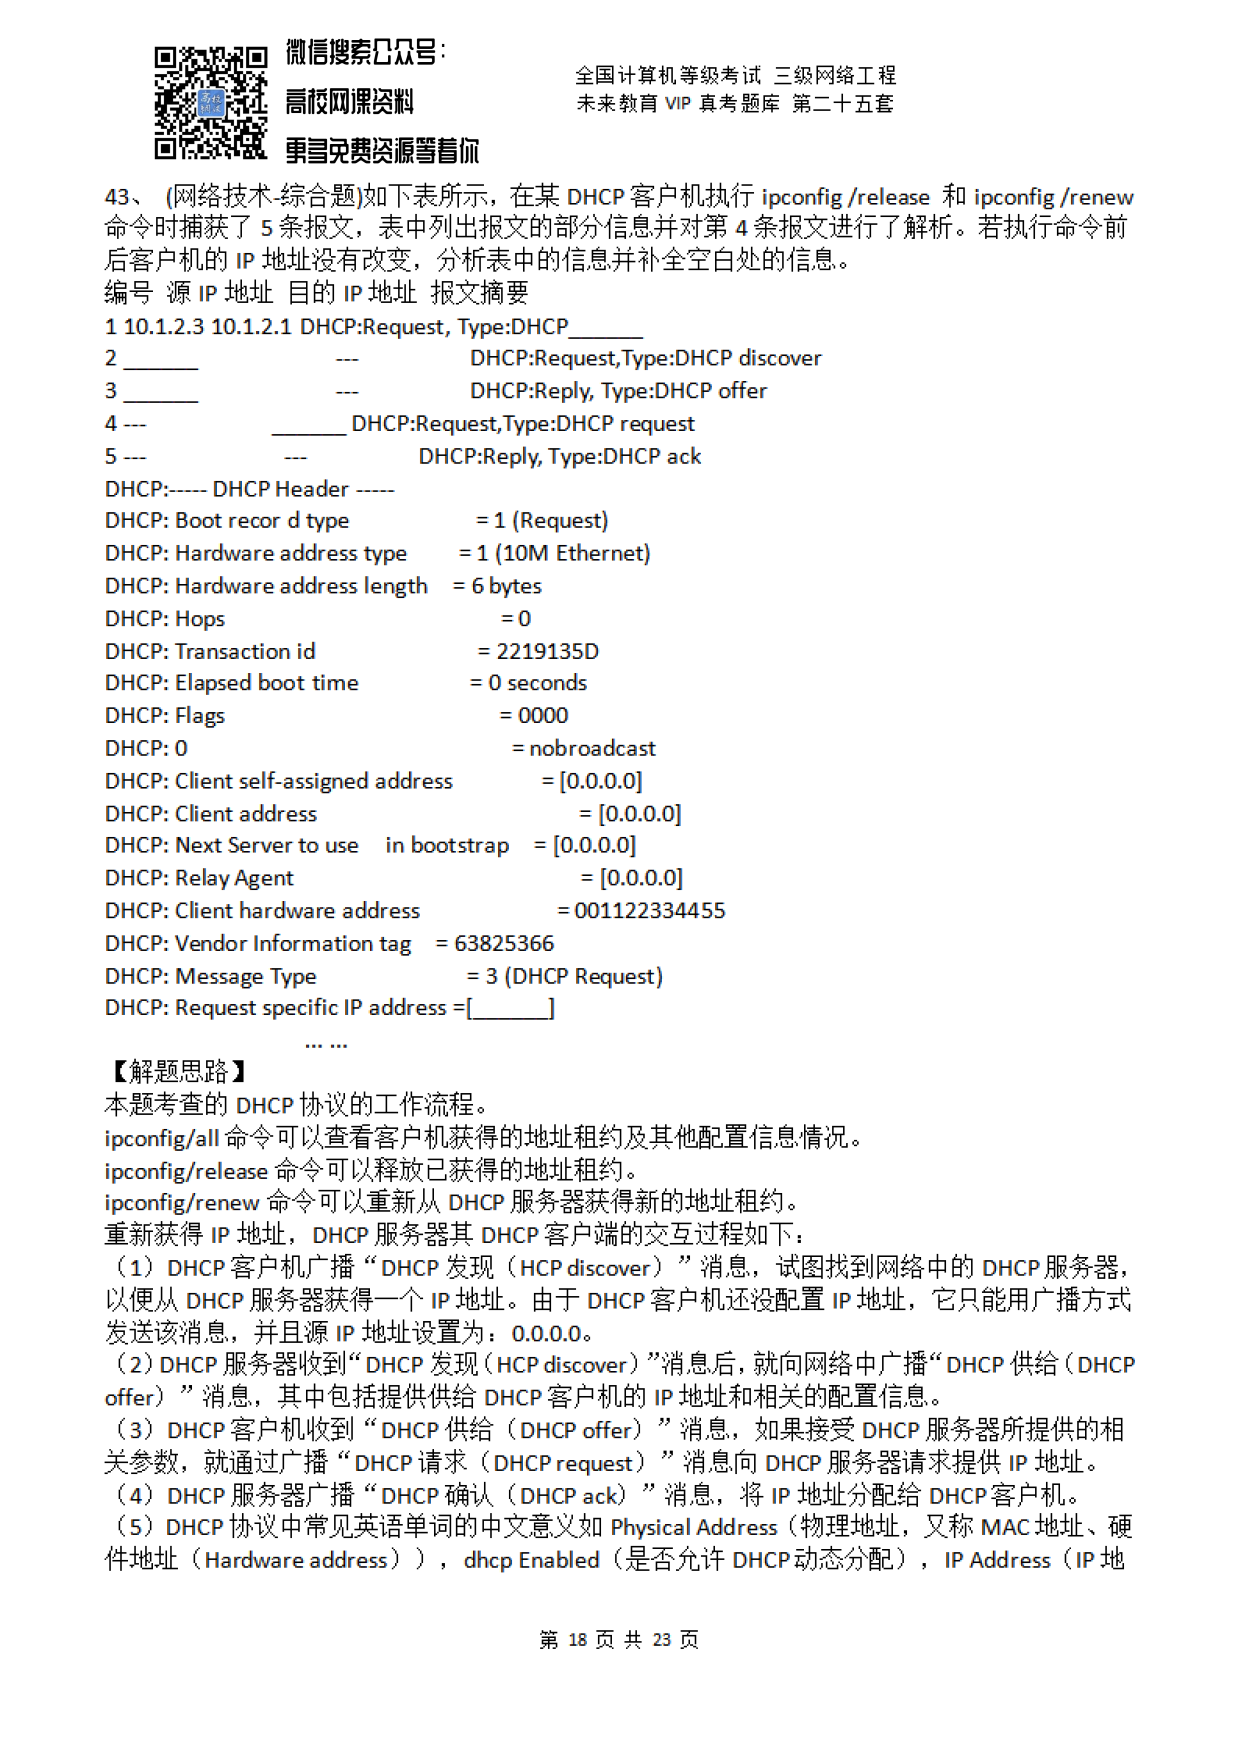 微信搜索公众号:
高校网课资料
更多免费资源等着你
全国计算机等级考试 三级网络工程
未来教育 VIP 真考题库 第二十五套
43、 (网络技术-综合题)如下表所示，在某 DHCP 客户机执行 ipconfig /release 和 ipconfig /renew
命令时捕获了 5 条报文，表中列出报文的部分信息并对第 4 条报文进行了解析。若执行命令前
后客户机的 IP 地址没有改变，分析表中的信息并补全空白处的信息。
编号 源 IP 地址 目的 IP 地址 报文摘要
1 10.1.2.3 10.1.2.1 DHCP:Request, Type:DHCP______
2 ______ --- DHCP:Request,Type:DHCP discover
3 ______ --- DHCP:Reply, Type:DHCP offer
4 --- ______ DHCP:Request,Type:DHCP request
5 --- --- DHCP:Reply, Type:DHCP ack
DHCP:----- DHCP Header -----
DHCP: Boot recor d type = 1 (Request)
DHCP: Hardware address type = 1 (10M Ethernet)
DHCP: Hardware address length = 6 bytes
DHCP: Hops = 0
DHCP: Transaction id = 2219135D
DHCP: Elapsed boot time = 0 seconds
DHCP: Flags = 0000
DHCP: 0 = nobroadcast
DHCP: Client self-assigned address = [0.0.0.0]
DHCP: Client address = [0.0.0.0]
DHCP: Next Server to use in bootstrap = [0.0.0.0]
DHCP: Relay Agent = [0.0.0.0]
DHCP: Client hardware address = 001122334455
DHCP: Vendor Information tag = 63825366
DHCP: Message Type = 3 (DHCP Request)
DHCP: Request specific IP address =[______]
... ...
【解题思路】
本题考查的 DHCP 协议的工作流程。
ipconfig/all 命令可以查看客户机获得的地址租约及其他配置信息情况。
ipconfig/release 命令可以释放已获得的地址租约。
ipconfig/renew 命令可以重新从 DHCP 服务器获得新的地址租约。
重新获得 IP 地址，DHCP 服务器其 DHCP 客户端的交互过程如下：
（1）DHCP 客户机广播“DHCP 发现（HCP discover）”消息，试图找到网络中的 DHCP 服务器，
以便从 DHCP 服务器获得一个 IP 地址。由于 DHCP 客户机还没配置 IP 地址，它只能用广播方式
发送该消息，并且源 IP 地址设置为：0.0.0.0。
（2）DHCP 服务器收到“DHCP 发现（HCP discover）”消息后，就向网络中广播“DHCP 供给（DHCP
offer）”消息，其中包括提供供给 DHCP 客户机的 IP 地址和相关的配置信息。
（3）DHCP 客户机收到“DHCP 供给（DHCP offer）”消息，如果接受 DHCP 服务器所提供的相
关参数，就通过广播“DHCP 请求（DHCP request）”消息向 DHCP 服务器请求提供 IP 地址。
（4）DHCP 服务器广播“DHCP 确认（DHCP ack）”消息，将 IP 地址分配给 DHCP 客户机。
（5）DHCP 协议中常见英语单词的中文意义如 Physical Address（物理地址，又称 MAC 地址、硬
件地址（Hardware address）），dhcp Enabled（是否允许 DHCP 动态分配），IP Address（IP 地
第 18 页 共 23 页